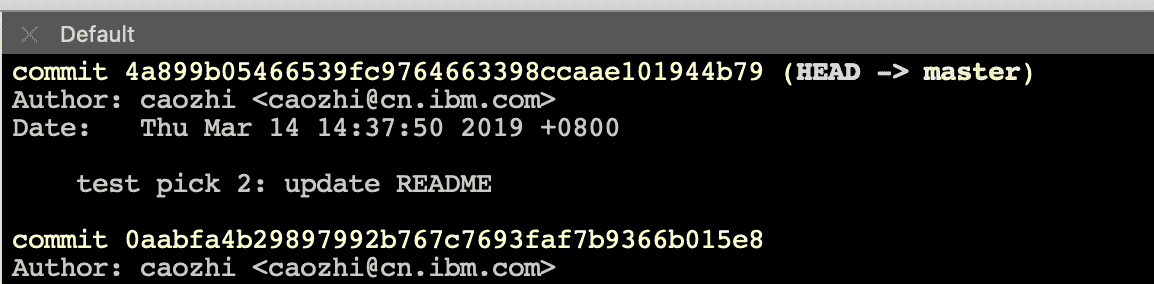 Default
commit 4a899b05466539fc9764663398ccaae101944b79 (HEAD -> master)
Author: caozhi <caozhi@cn.ibm.com>
Date:   Thu Mar 14 14:37:50 2019 +0800
test pick 2: update README
commit 0aabfa4b29897992b767c7693faf7b9366b015e8
Author: caozhi <caozhi@cn.ibm.com>